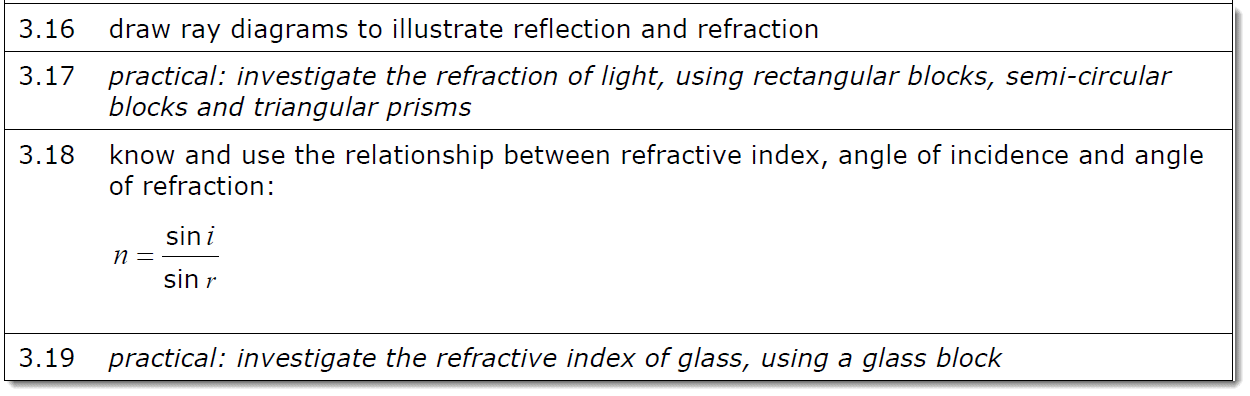 3.16 draw ray diagrams to illustrate reflection and refraction
3.17 practical: investigate the refraction of light, using rectangular blocks, semi-circular
blocks and triangular prisms
3.18 know and use the relationship between refractive index, angle of incidence and angle
of refraction:
n = sin i / sin r
3.19 practical: investigate the refractive index of glass, using a glass block